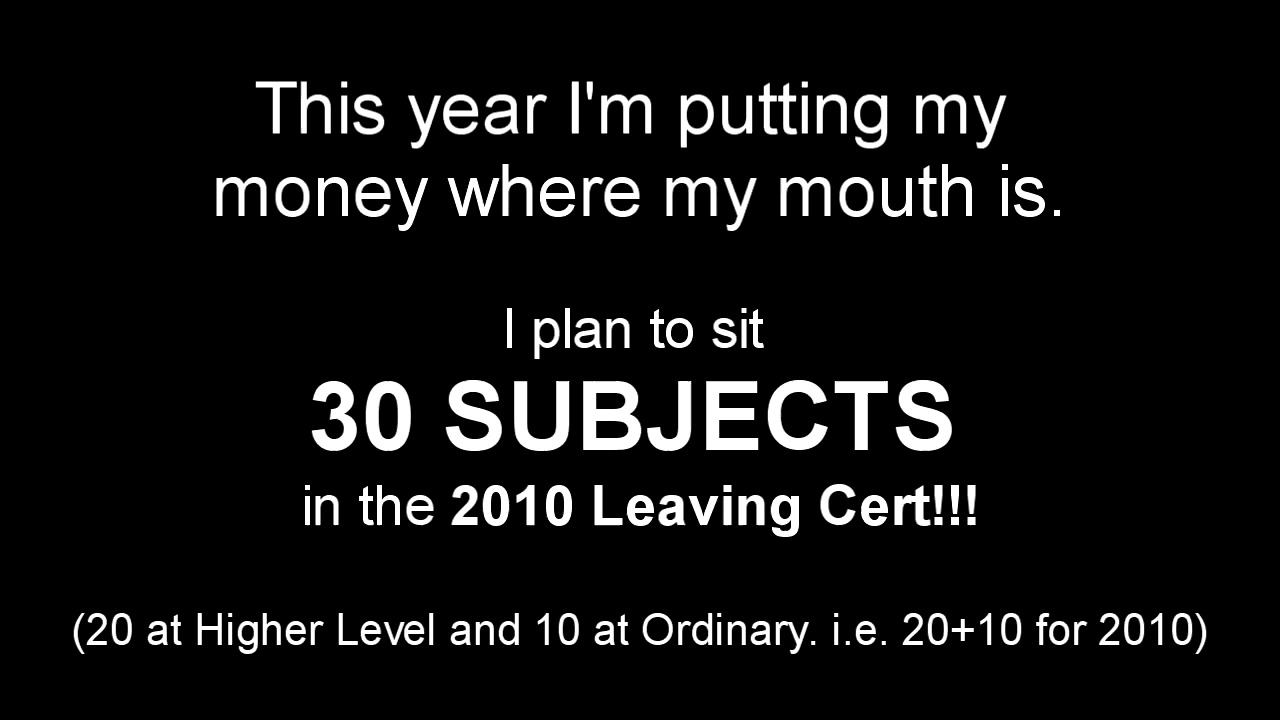 This year I'm putting my
money where my mouth is.
I plan to sit
30 SUBJECTS
in the 2010 Leaving Cert!!!
(20 at Higher Level and 10 at Ordinary. i.e. 20+10 for 2010)